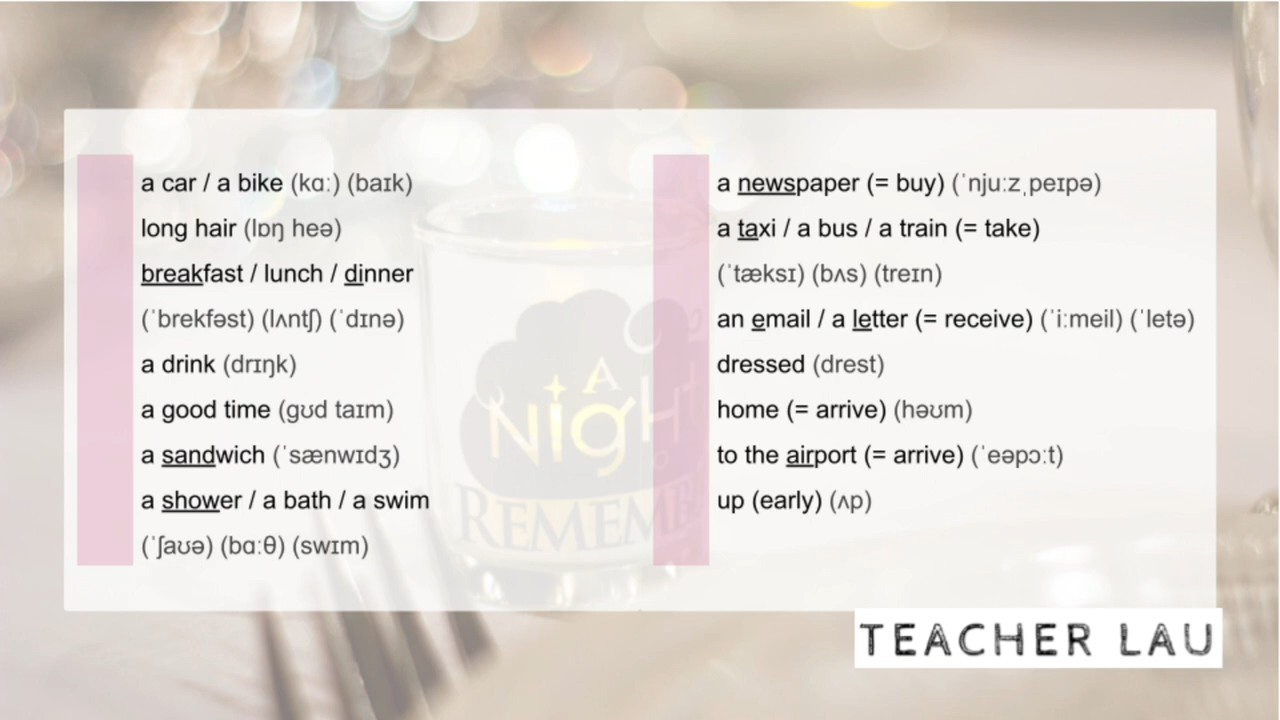 a car / a bike (kɑː) (baɪk)
long hair (lɒŋ heə)
breakfast / lunch / dinner
(ˈbrekfəst) (lʌntʃ) (ˈdɪnə)
a drink (drɪŋk)
a good time (gʊd taɪm)
a sandwich (ˈsænwɪdʒ)
a shower / a bath / a swim
(ˈʃaʊə) (bɑːθ) (swɪm)
a newspaper (= buy) (ˈnjuːzˌpeɪpə)
a taxi / a bus / a train (= take)
(ˈtæksɪ) (bʌs) (treɪn)
an email / a letter (= receive) (ˈiːmeil) (ˈletə)
dressed (drest)
home (= arrive) (həʊm)
to the airport (= arrive) (ˈeəpɔːt)
up (early) (ʌp)
A
NigHt
REMEMB
TEACHER LAU